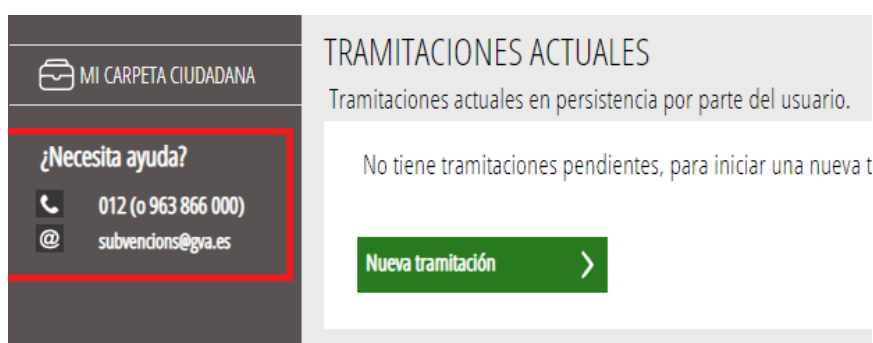 MI CARPETA CIUDADANA
¿Necesita ayuda?
012 (o 963 866 000)
@ subvencions@gva.es
TRAMITACIONES ACTUALES
Tramitaciones actuales en persistencia por parte del usuario.
No tiene tramitaciones pendientes, para iniciar una nueva t
Nueva tramitación